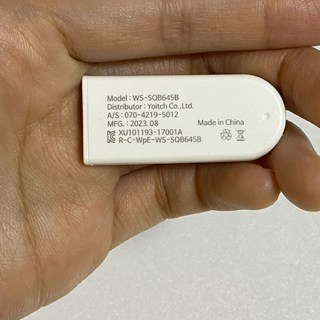 Model : WS-SQB645B
Distributor : Yoitch Co.,Ltd.
A/S : 070-4219-5012
MFG. : 2023.08
Made in China
XU101193-17001A
R-C-WpE-WS-SQB645B